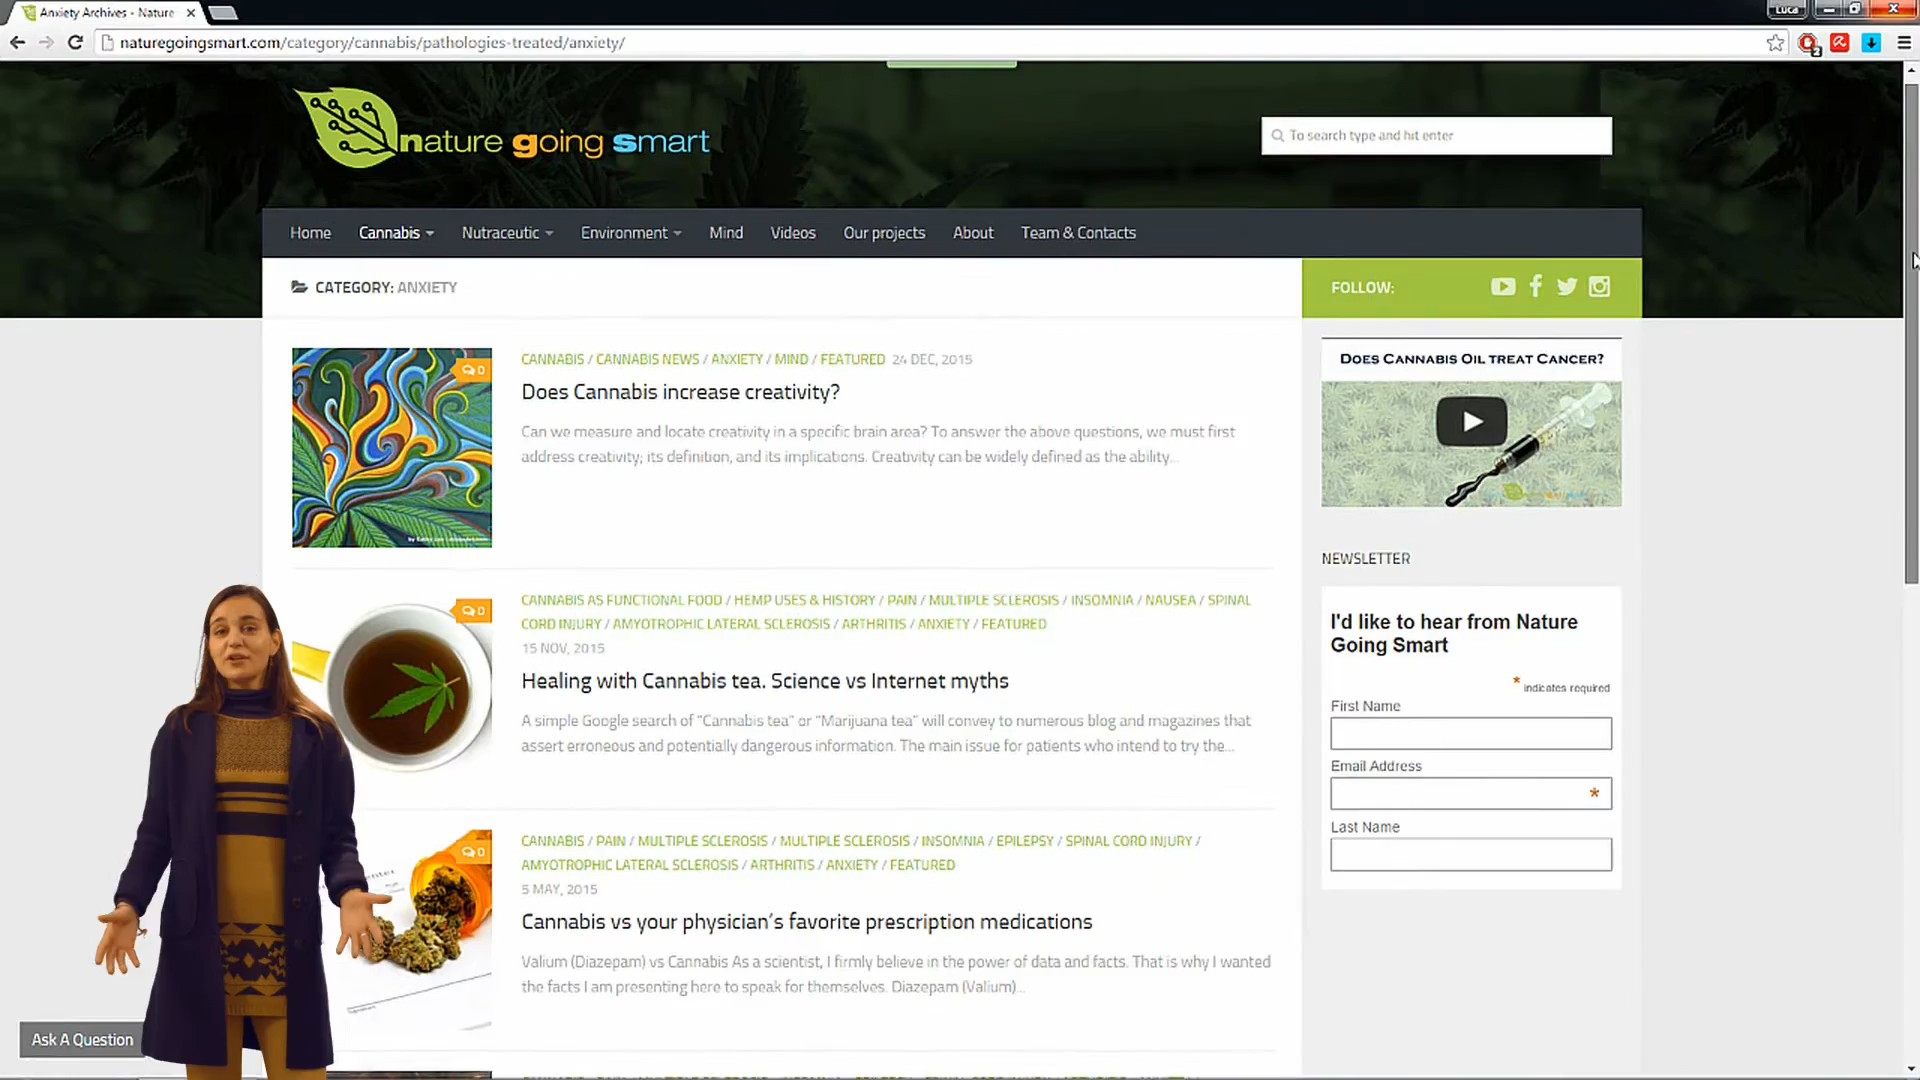 Anxiety Archives - Nature
Luca
naturegoingsmart.com/category/cannabis/pathologies-treated/anxiety/
nature going smart
To search type and hit enter
Home Cannabis Nutraceutic Environment Mind Videos Our projects About Team & Contacts
CATEGORY: ANXIETY
FOLLOW:
0
CANNABIS / CANNABIS NEWS / ANXIETY / MIND / FEATURED 24 DEC, 2015
Does Cannabis increase creativity?
Can we measure and locate creativity in a specific brain area? To answer the above questions, we must first
address creativity; its definition, and its implications. Creativity can be widely defined as the ability...
DOES CANNABIS OIL TREAT CANCER?
0
CANNABIS AS FUNCTIONAL FOOD / HEMP USES & HISTORY / PAIN / MULTIPLE SCLEROSIS / INSOMNIA / NAUSEA / SPINAL
CORD INJURY / AMYOTROPHIC LATERAL SCLEROSIS / ARTHRITIS / ANXIETY / FEATURED
15 NOV, 2015
Healing with Cannabis tea. Science vs Internet myths
A simple Google search of "Cannabis tea" or "Marijuana tea" will convey to numerous blog and magazines that
assert erroneous and potentially dangerous information. The main issue for patients who intend to try the...
NEWSLETTER
I'd like to hear from Nature
Going Smart
* indicates required
First Name
Email Address
*
Last Name
0
CANNABIS / PAIN / MULTIPLE SCLEROSIS / MULTIPLE SCLEROSIS / INSOMNIA / EPILEPSY / SPINAL CORD INJURY /
AMYOTROPHIC LATERAL SCLEROSIS / ARTHRITIS / ANXIETY / FEATURED
5 MAY, 2015
Cannabis vs your physician's favorite prescription medications
Valium (Diazepam) vs Cannabis As a scientist, I firmly believe in the power of data and facts. That is why I wanted
the facts I am presenting here to speak for themselves. Diazepam (Valium)...
Ask A Question